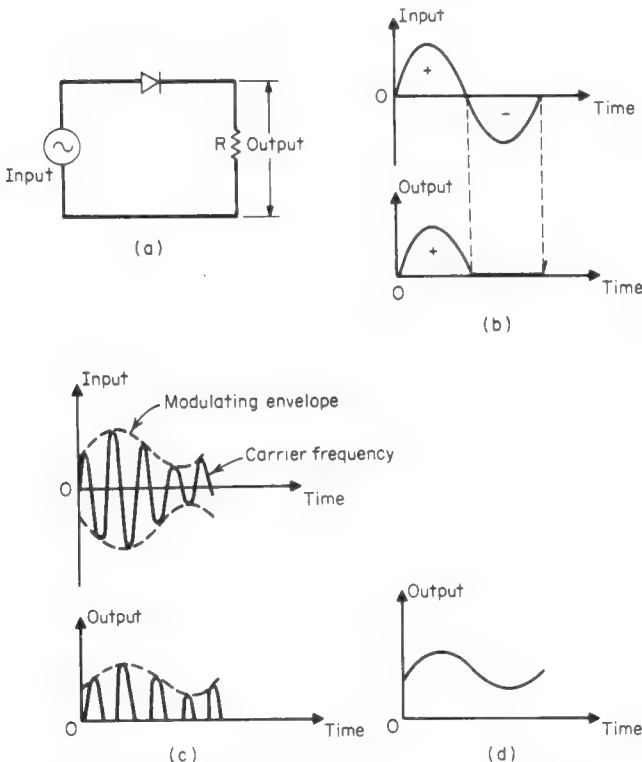 Input
R
Output
(a)
Input
+
-
O
Time
Output
+
O
Time
(b)
Input
Modulating envelope
Carrier frequency
O
Time
Output
O
Time
(c)
Output
O
Time
(d)